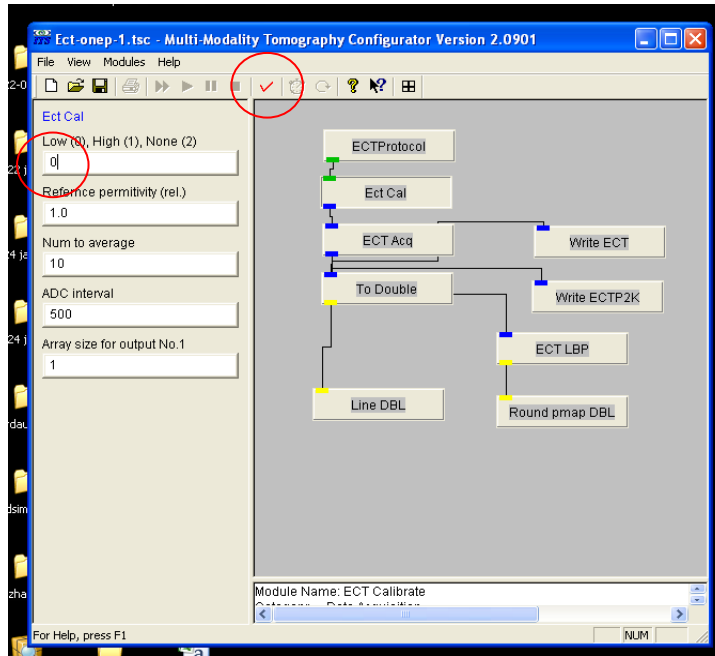 Ect-onep-1.tsc - Multi-Modality Tomography Configurator Version 2.0901
File View Modules Help
Ect Cal
Low (0), High (1), None (2)
0
Refernce permitivity (rel.)
1.0
Num to average
10
ADC interval
500
Array size for output No.1
1
ECTProtocol
Ect Cal
ECT Acq
Write ECT
To Double
Write ECTP2K
ECT LBP
Line DBL
Round pmap DBL
Module Name: ECT Calibrate
For Help, press F1
NUM